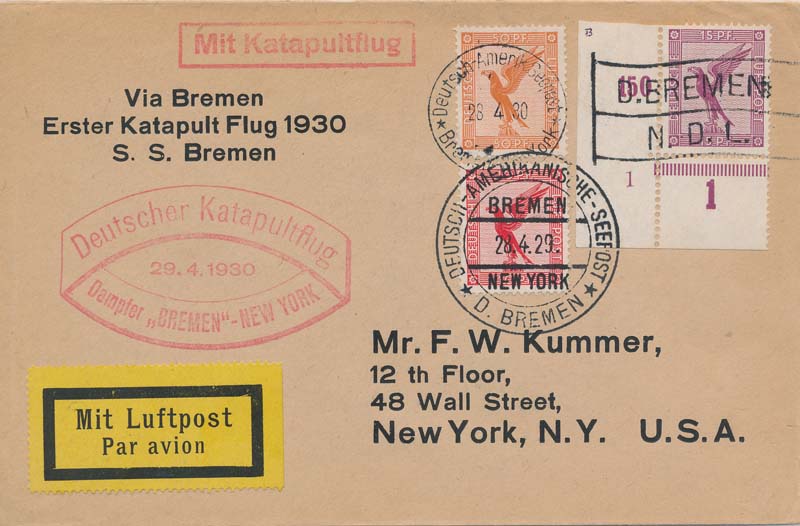 Mit Katapultflug
Via Bremen
Erster Katapult Flug 1930
S. S. Bremen
Deutscher Katapultflug
29.4.1930
Dampfer „BREMEN"-NEW YORK
Mit Luftpost
Par avion
50 PF.
28.4.30
DEUTSCH-AMERIKANISCHE-SEEPOST
BREMEN
28.4.29.
NEW YORK
★ D. BREMEN ★
15 PF.
150
D. BREMEN
N. D. L.
1
1
Mr. F. W. Kummer,
12 th Floor,
48 Wall Street,
New York, N. Y. U. S. A.